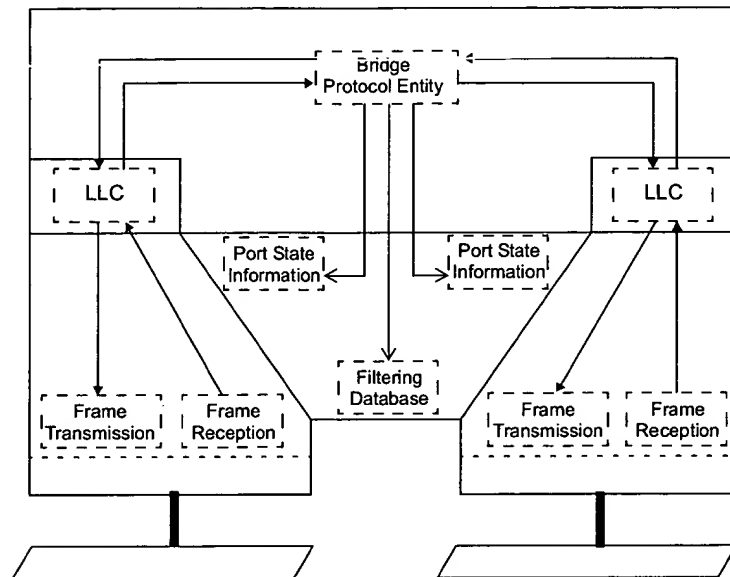 Bridge
Protocol Entity
LLC
LLC
Port State
Information
Port State
Information
Filtering
Database
Frame
Transmission
Frame
Reception
Frame
Transmission
Frame
Reception